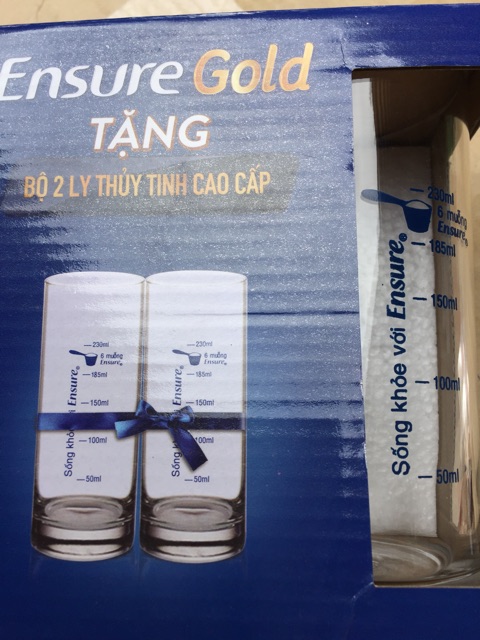 Ensure Gold
TẶNG
BỘ 2 LY THỦY TINH CAO CẤP
230ml
6 muỗng
Ensure®
185ml
150ml
100ml
50ml
Sống khỏe với Ensure®
230ml
6 muỗng
Ensure®
185ml
150ml
100ml
50ml
Sống khỏe với Ensure®
230ml
6 muỗng
Ensure®
185ml
150ml
100ml
50ml
Sống khỏe với Ensure®